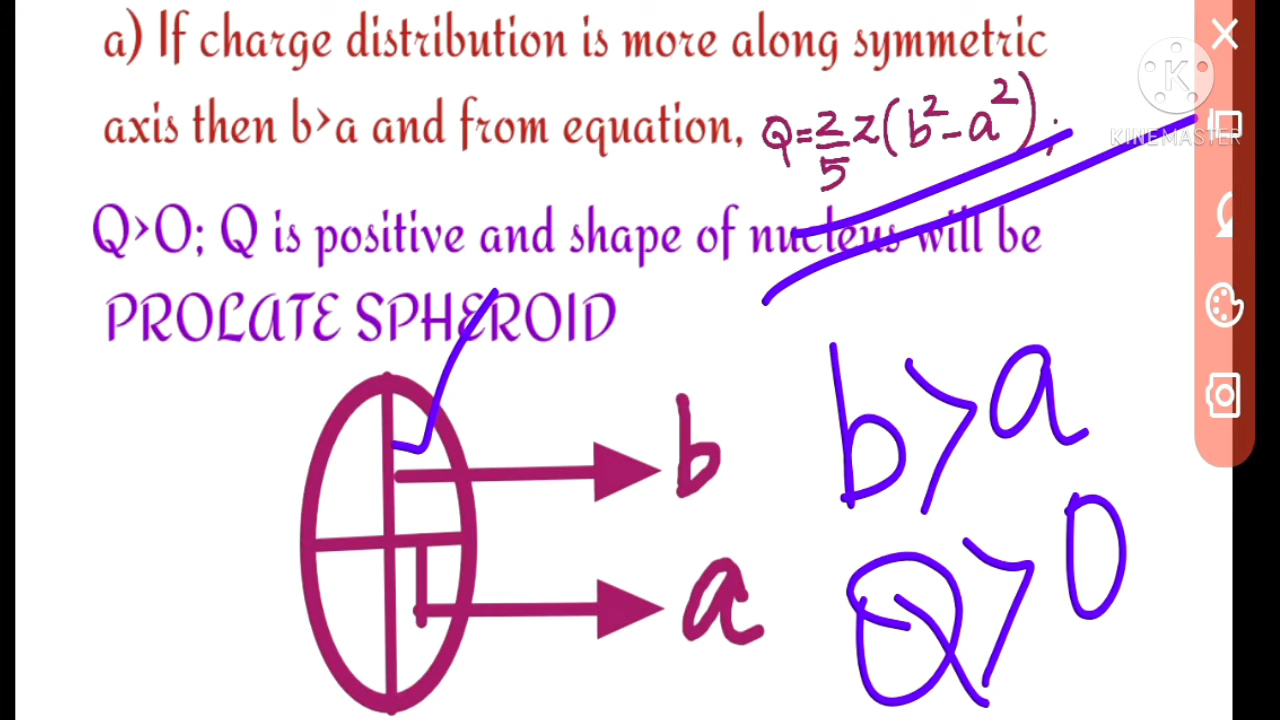 a) If charge distribution is more along symmetric
axis then b>a and from equation, Q=2/5 z(b²-a²);
Q>0; Q is positive and shape of nucleus will be
PROLATE SPHEROID
b>a
b
Q>0
a
K
KINEMASTER